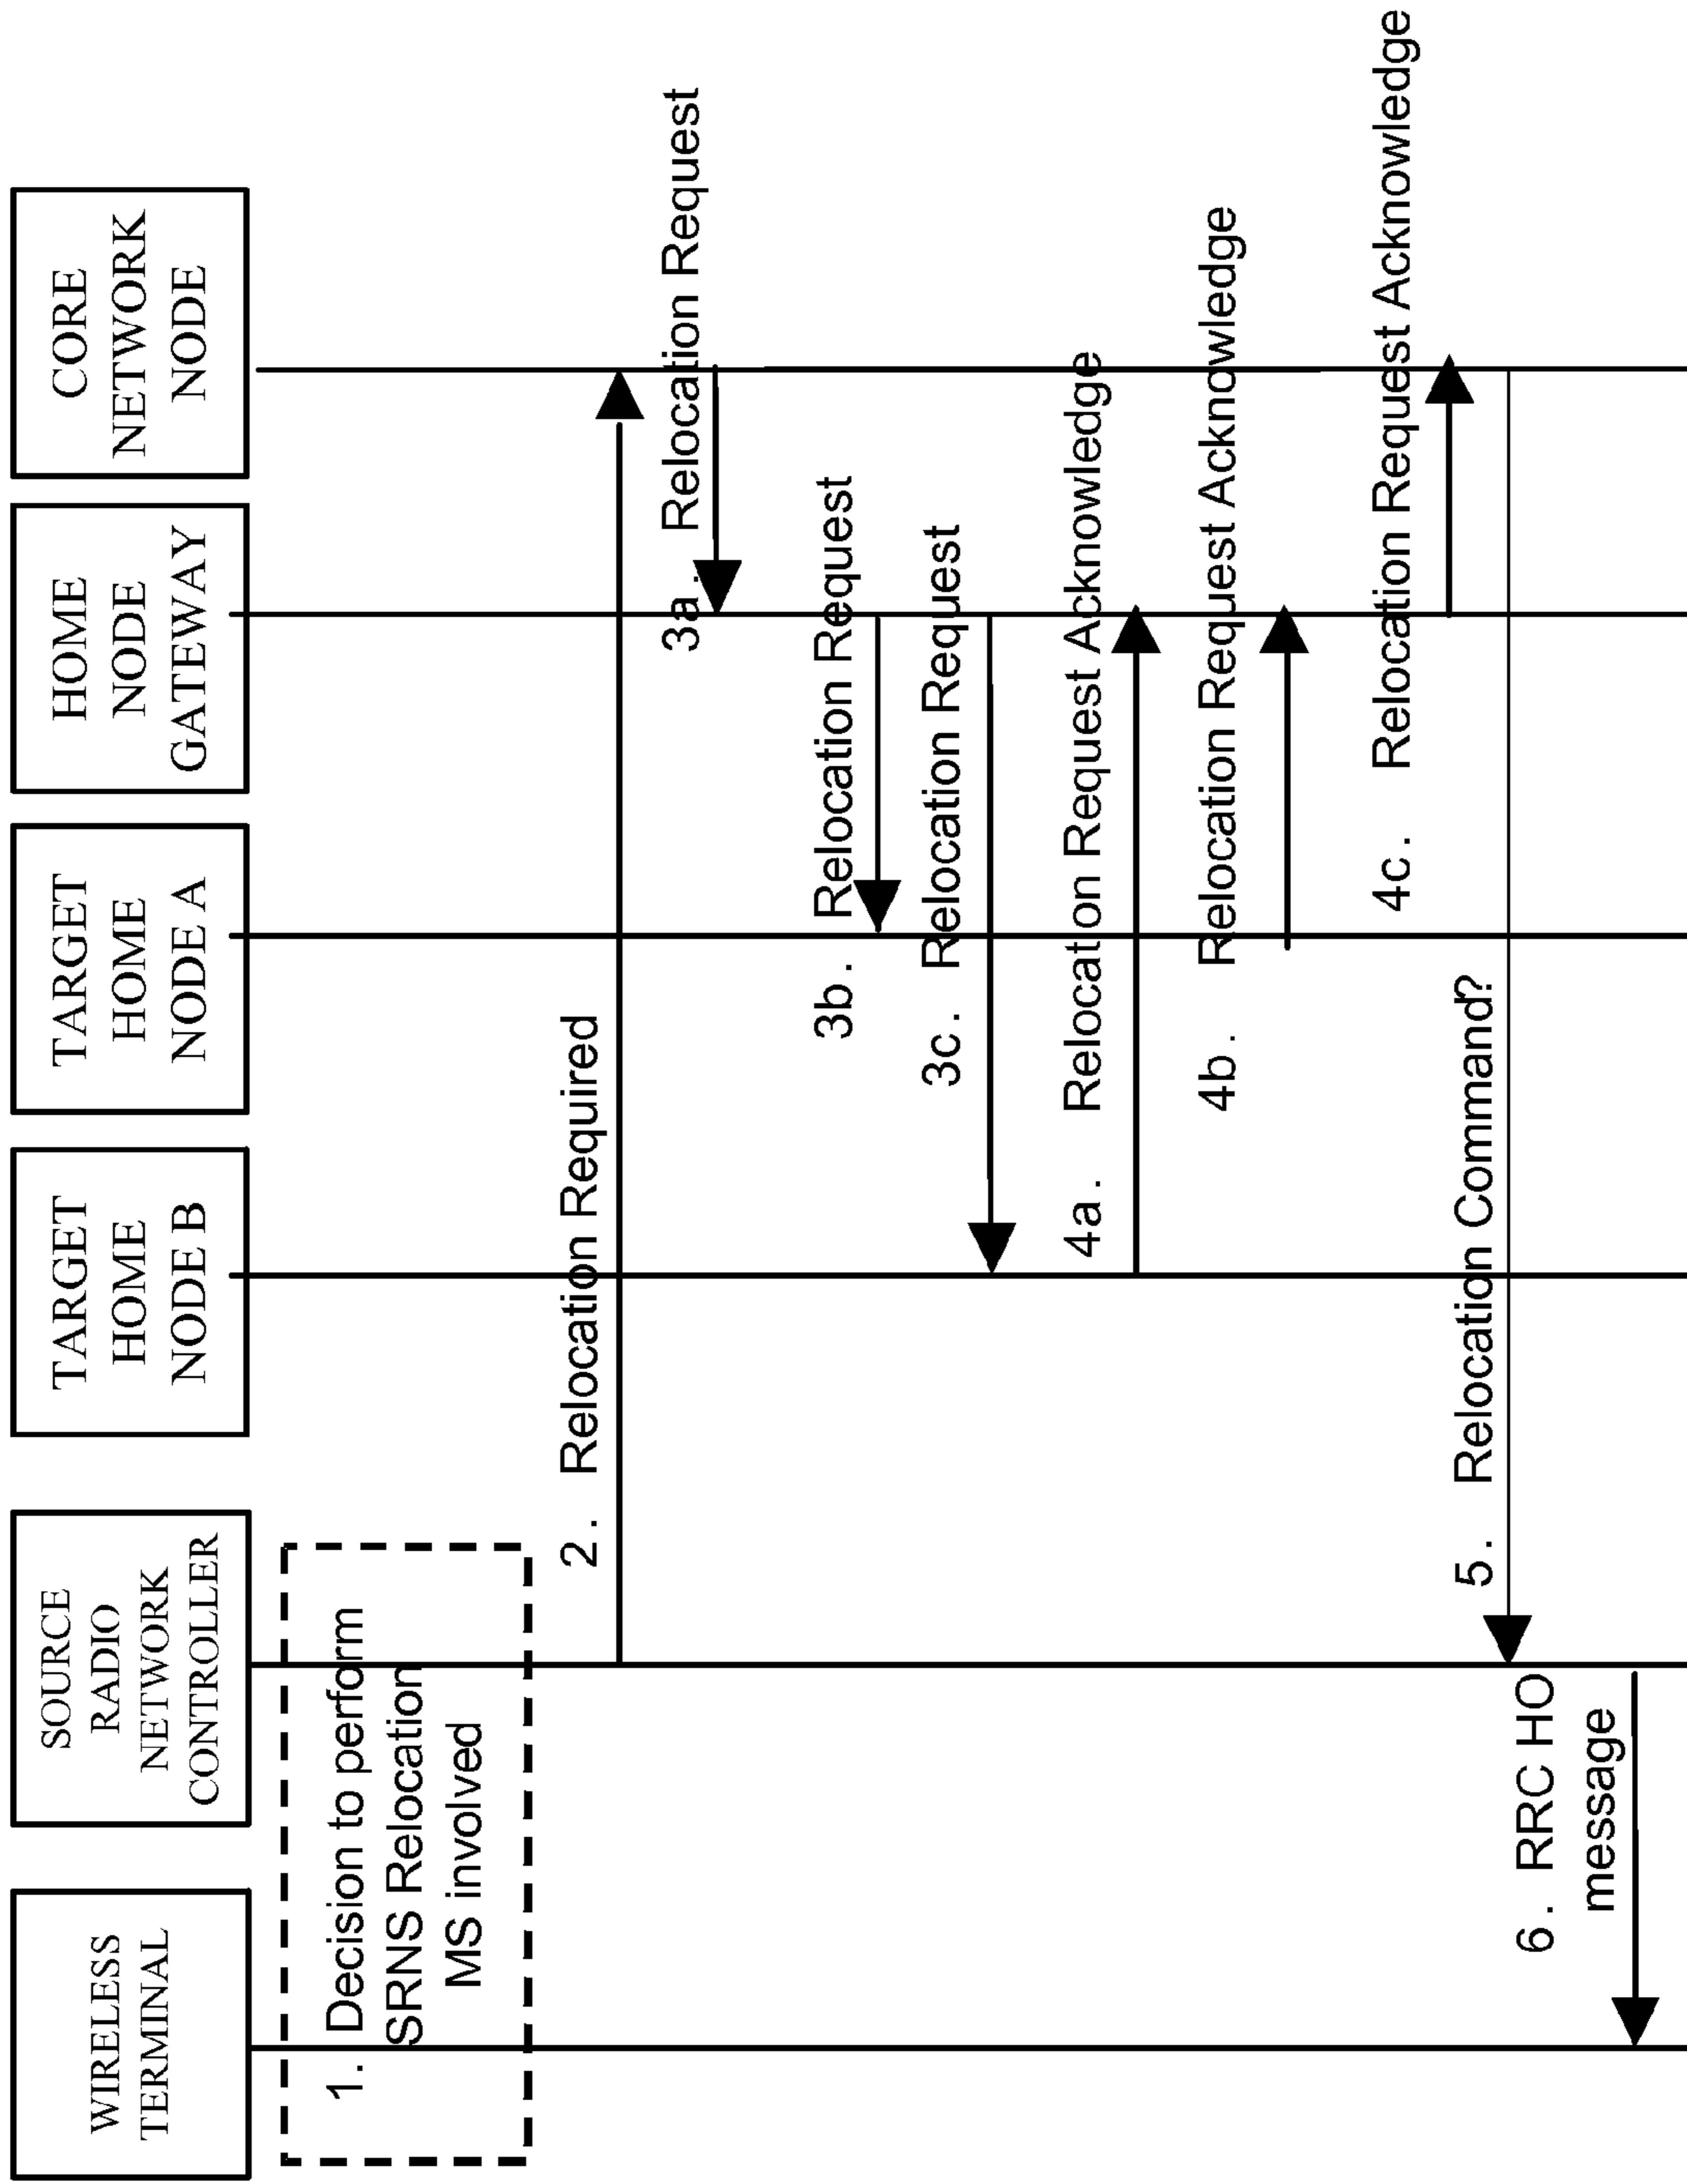 WIRELESS
TERMINAL
SOURCE
RADIO
NETWORK
CONTROLLER
TARGET
HOME
NODE B
TARGET
HOME
NODE A
HOME
NODE
GATEWAY
CORE
NETWORK
NODE
1. Decision to perform
SRNS Relocation
MS involved
2. Relocation Required
3a. Relocation Request
3b. Relocation Request
3c. Relocation Request
4a. Relocation Request Acknowledge
4b. Relocation Request Acknowledge
4c. Relocation Request Acknowledge
5. Relocation Command?
6. RRC HO
message